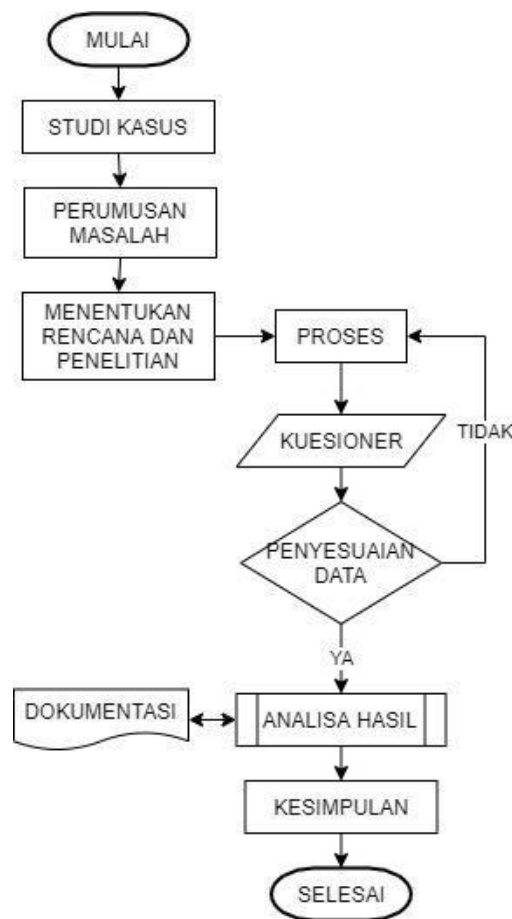 MULAI
STUDI KASUS
PERUMUSAN
MASALAH
MENENTUKAN
RENCANA DAN
PENELITIAN
PROSES
KUESIONER
TIDAK
PENYESUAIAN
DATA
YA
DOKUMENTASI
ANALISA HASIL
KESIMPULAN
SELESAI